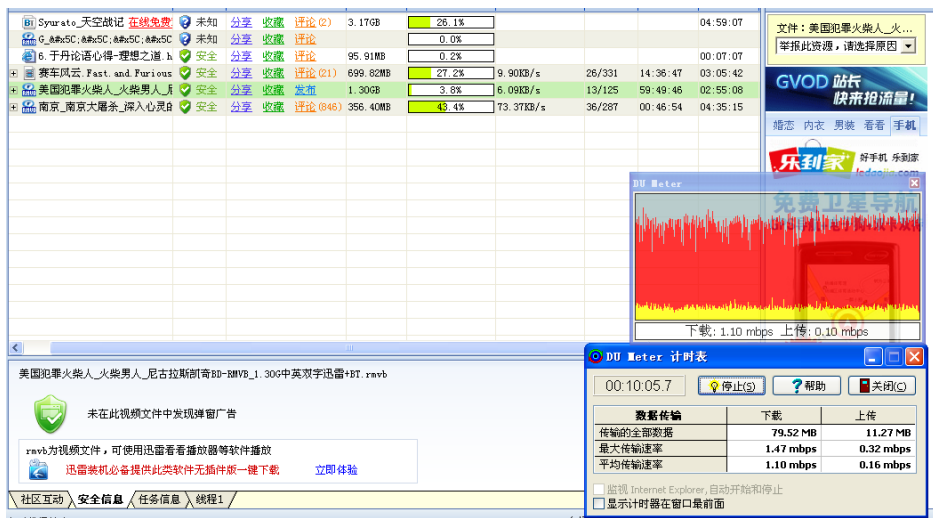 Syurato_天空战记 在线免费 未知 分享 收藏 评论(2) 3.17GB 26.1% 04:59:07
G_&#x5C;&#x5C;&#x5C;&#x5C 未知 分享 收藏 评论 0.0%
6.于丹论语心得-理想之道.h 安全 分享 收藏 评论 95.91MB 0.2% 00:07:07
赛车风云.Fast.and.Furious 安全 分享 收藏 评论(21) 699.82MB 27.2% 9.90KB/s 26/331 14:36:47 03:05:42
美国犯罪火柴人_火柴男人_ 安全 分享 收藏 发布 1.30GB 3.8% 6.09KB/s 13/125 59:49:46 02:55:08
南京_南京大屠杀_深入心灵的 安全 分享 收藏 评论(846) 356.40MB 43.4% 73.37KB/s 36/287 00:46:54 04:35:15
文件：美国犯罪火柴人_火...
举报此资源，请选择原因
GVOD 站长
快来抢流量!
婚恋 内衣 男装 看看 手机
乐到家 好手机 乐到家
ledaojia.com
免费卫星导航
DU Meter
下载: 1.10 mbps 上传: 0.10 mbps
美国犯罪火柴人_火柴男人_尼古拉斯凯奇BD-RMVB_1.30G中英双字迅雷+BT.rmvb
未在此视频文件中发现弹窗广告
rmvb为视频文件，可使用迅雷看看播放器等软件播放
迅雷装机必备提供此类软件无插件版一键下载 立即体验
社区互动 安全信息 任务信息 线程1
DU Meter 计时表
00:10:05.7 停止(S) 帮助 关闭(C)
数据传输 下载 上传
传输的全部数据 79.52 MB 11.27 MB
最大传输速率 1.47 mbps 0.32 mbps
平均传输速率 1.10 mbps 0.16 mbps
监视 Internet Explorer,自动开始和停止
显示计时器在窗口最前面